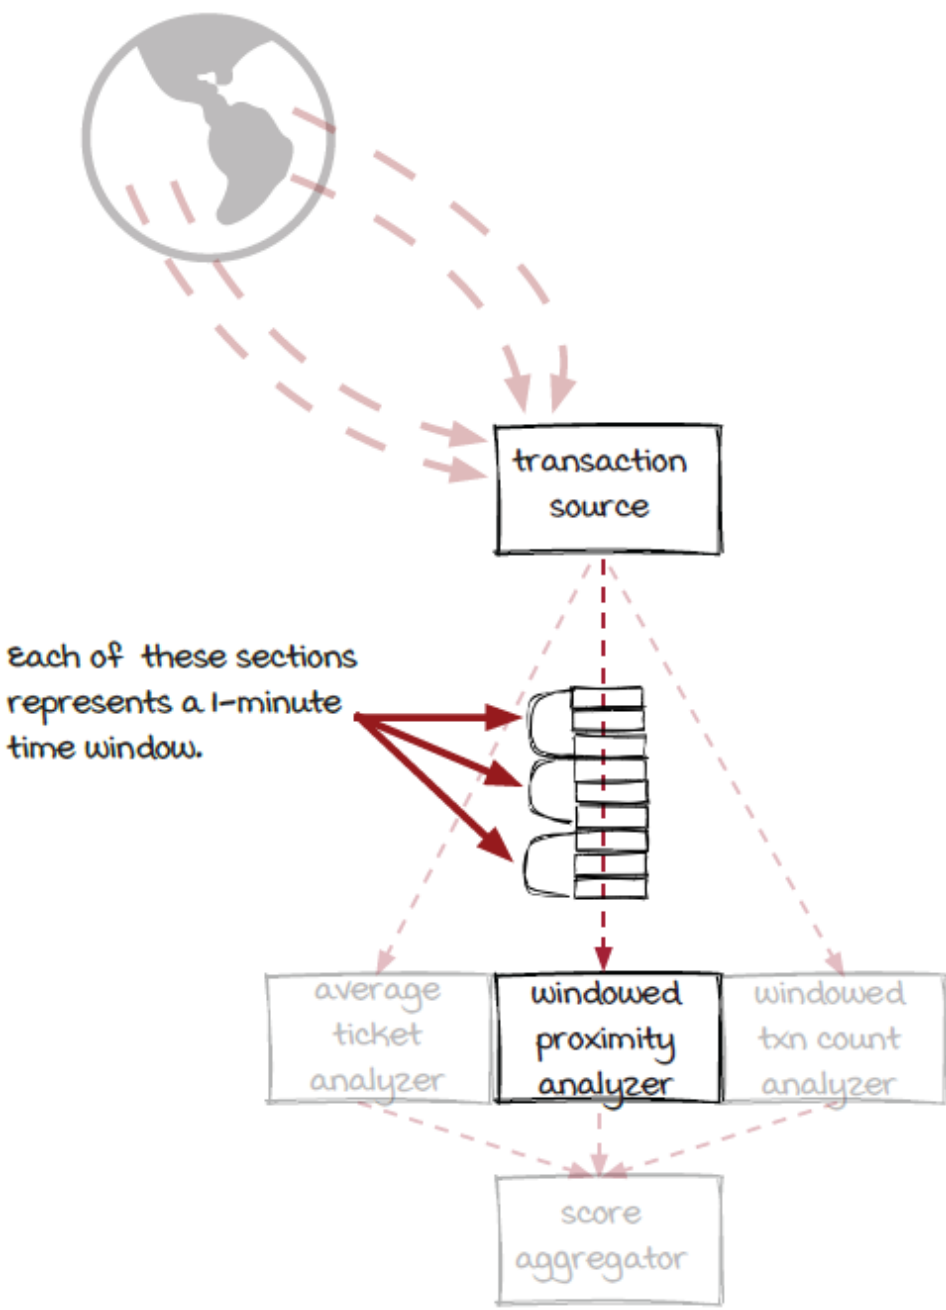 transaction
source
Each of these sections
represents a 1-minute
time window.
average
ticket
analyzer
windowed
proximity
analyzer
windowed
txn count
analyzer
score
aggregator